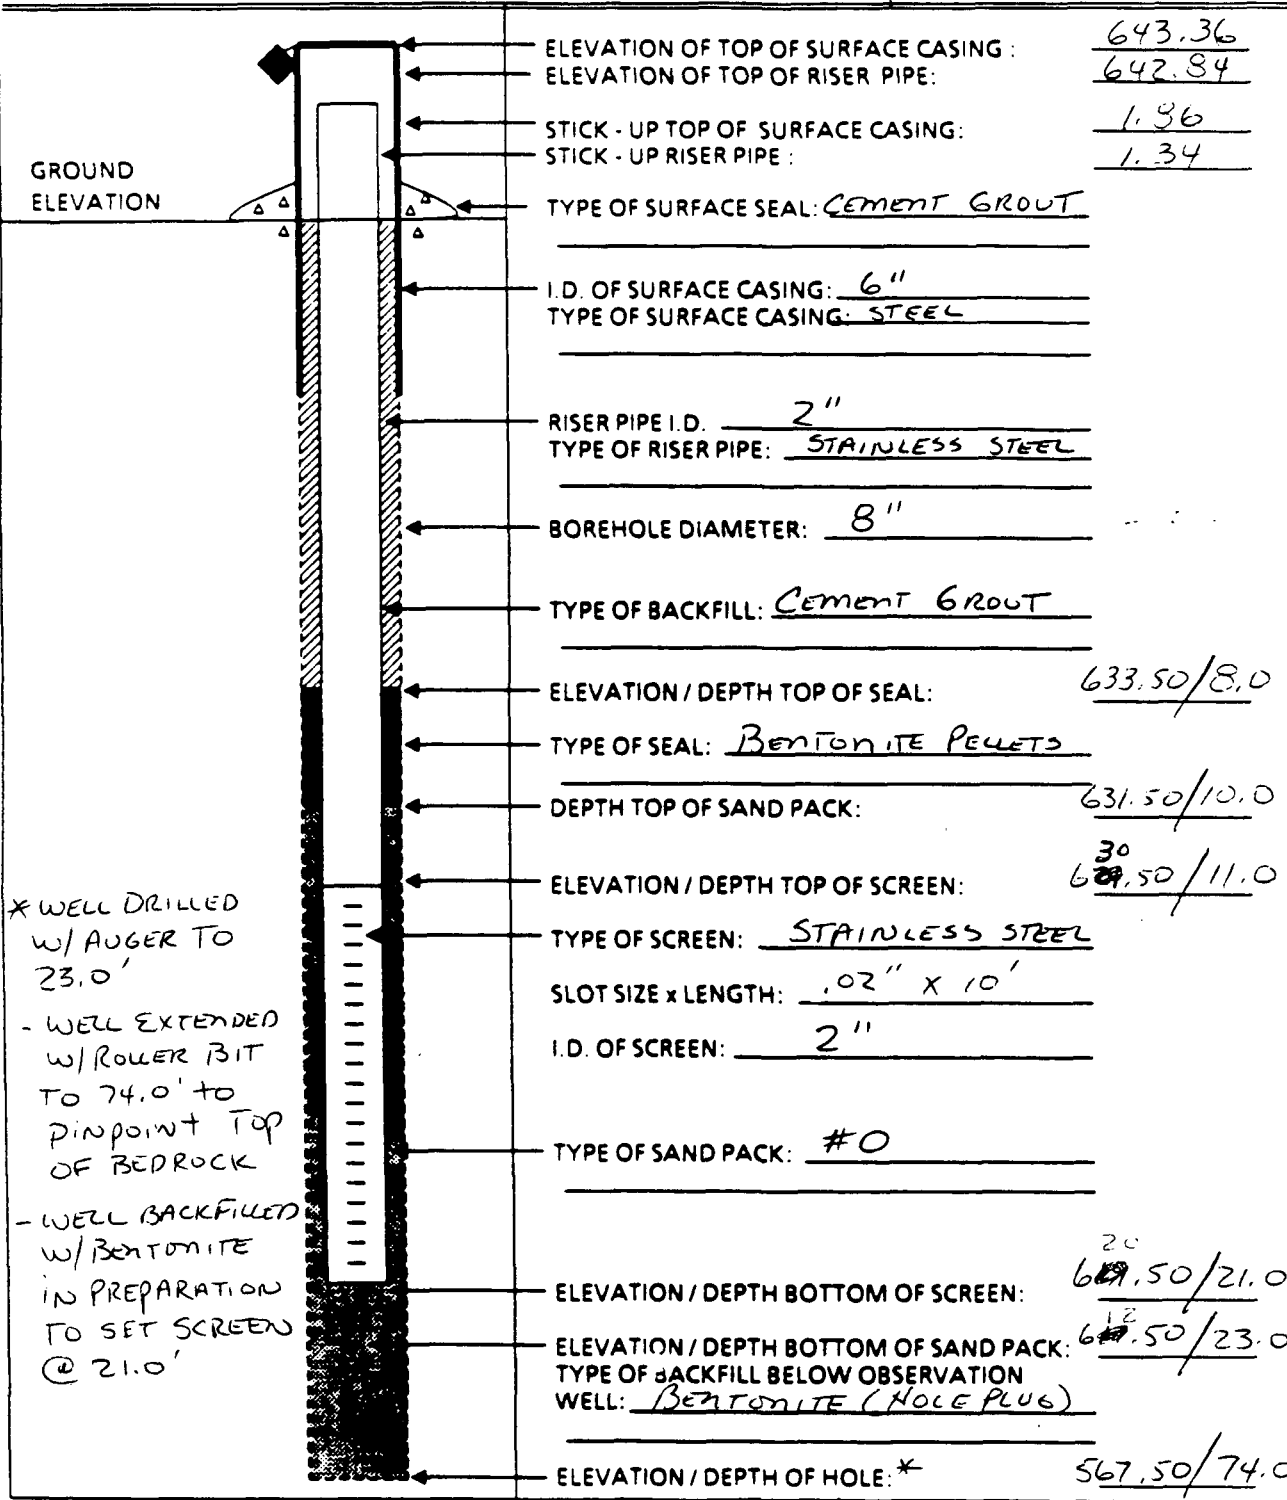 ELEVATION OF TOP OF SURFACE CASING : 643.36
ELEVATION OF TOP OF RISER PIPE: 642.84
STICK - UP TOP OF SURFACE CASING: 1.86
STICK - UP RISER PIPE : 1.34
GROUND
ELEVATION
TYPE OF SURFACE SEAL: CEMENT GROUT
I.D. OF SURFACE CASING: 6"
TYPE OF SURFACE CASING: STEEL
RISER PIPE I.D. 2"
TYPE OF RISER PIPE: STAINLESS STEEL
BOREHOLE DIAMETER: 8"
TYPE OF BACKFILL: CEMENT GROUT
ELEVATION / DEPTH TOP OF SEAL: 633.50/8.0
TYPE OF SEAL: BENTONITE PELLETS
DEPTH TOP OF SAND PACK: 631.50/10.0
ELEVATION / DEPTH TOP OF SCREEN: 630.50/11.0
TYPE OF SCREEN: STAINLESS STEEL
SLOT SIZE x LENGTH: .02" x 10'
I.D. OF SCREEN: 2"
TYPE OF SAND PACK: #0
ELEVATION / DEPTH BOTTOM OF SCREEN: 620.50/21.0
ELEVATION / DEPTH BOTTOM OF SAND PACK: /23.0
TYPE OF BACKFILL BELOW OBSERVATION
WELL: BENTONITE (HOLE PLUG)
ELEVATION / DEPTH OF HOLE:* 567.50/74.0
* WELL DRILLED
W/ AUGER TO
23.0'
- WELL EXTENDED
W/ ROLLER BIT
TO 74.0' to
PINPOINT TOP
OF BEDROCK
- WELL BACKFILLED
W/ BENTONITE
IN PREPARATION
TO SET SCREEN
@ 21.0'